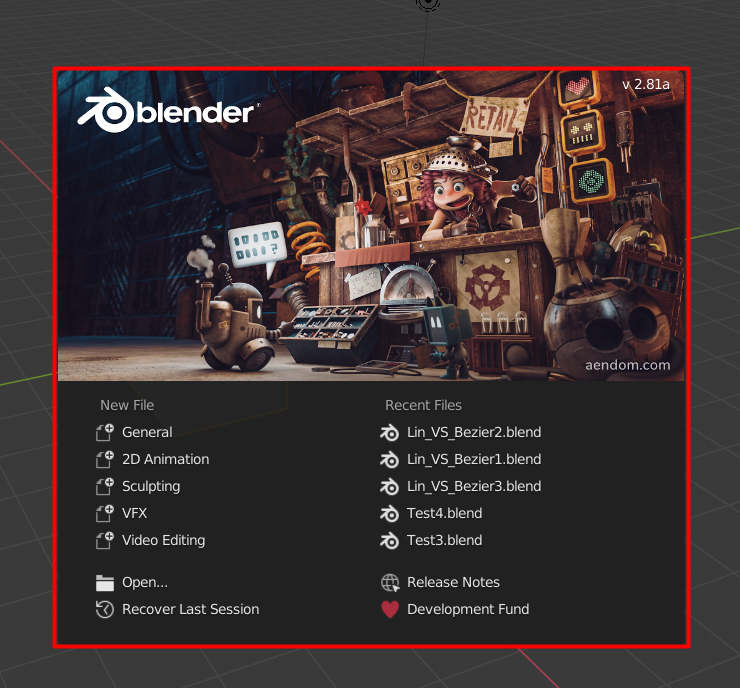 blender
v 2.81a
RETAIL
aendom.com
New File
General
2D Animation
Sculpting
VFX
Video Editing
Open...
Recover Last Session
Recent Files
Lin_VS_Bezier2.blend
Lin_VS_Bezier1.blend
Lin_VS_Bezier3.blend
Test4.blend
Test3.blend
Release Notes
Development Fund